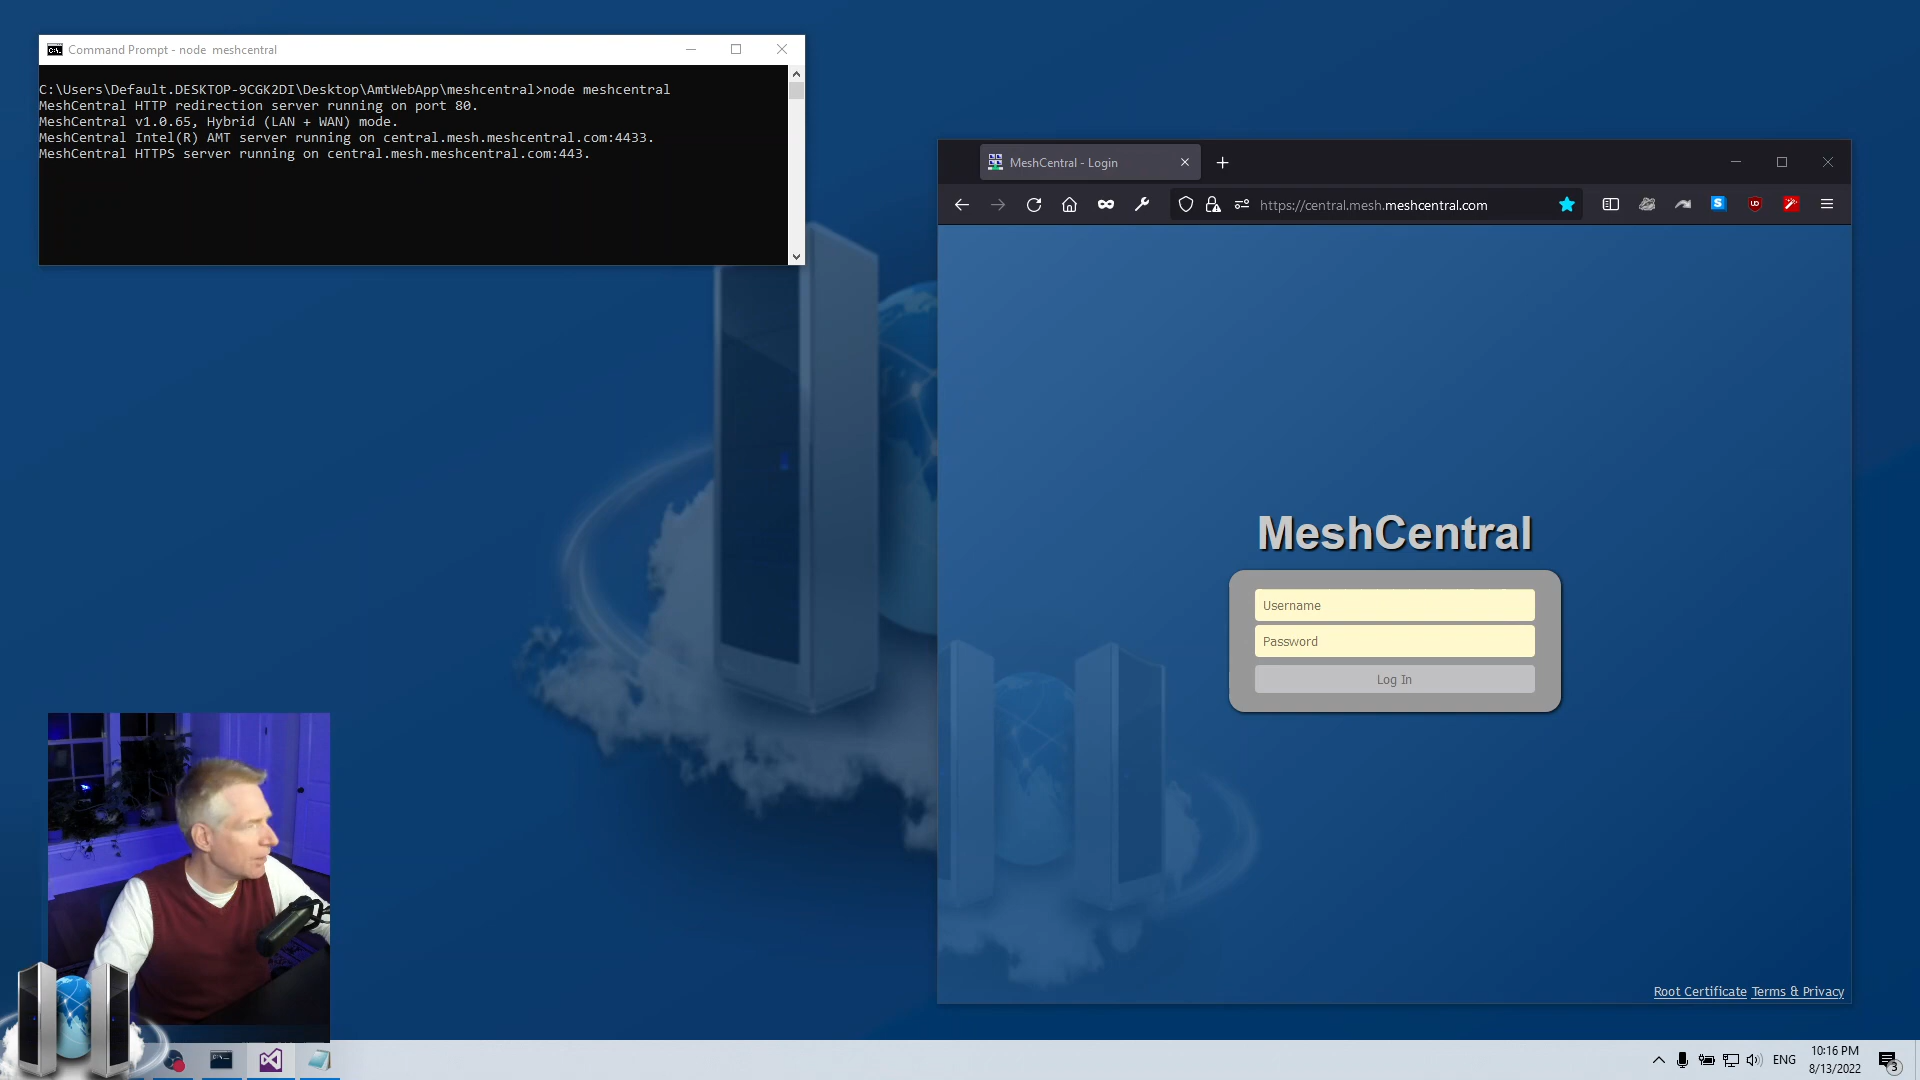 Command Prompt - node  meshcentral
C:\Users\Default.DESKTOP-9CGK2DI\Desktop\AmtWebApp\meshcentral>node meshcentral
MeshCentral HTTP redirection server running on port 80.
MeshCentral v1.0.65, Hybrid (LAN + WAN) mode.
MeshCentral Intel(R) AMT server running on central.mesh.meshcentral.com:4433.
MeshCentral HTTPS server running on central.mesh.meshcentral.com:443.
MeshCentral - Login
https://central.mesh.meshcentral.com
MeshCentral
Username
Password
Log In
Root Certificate Terms & Privacy
ENG
10:16 PM
8/13/2022
3